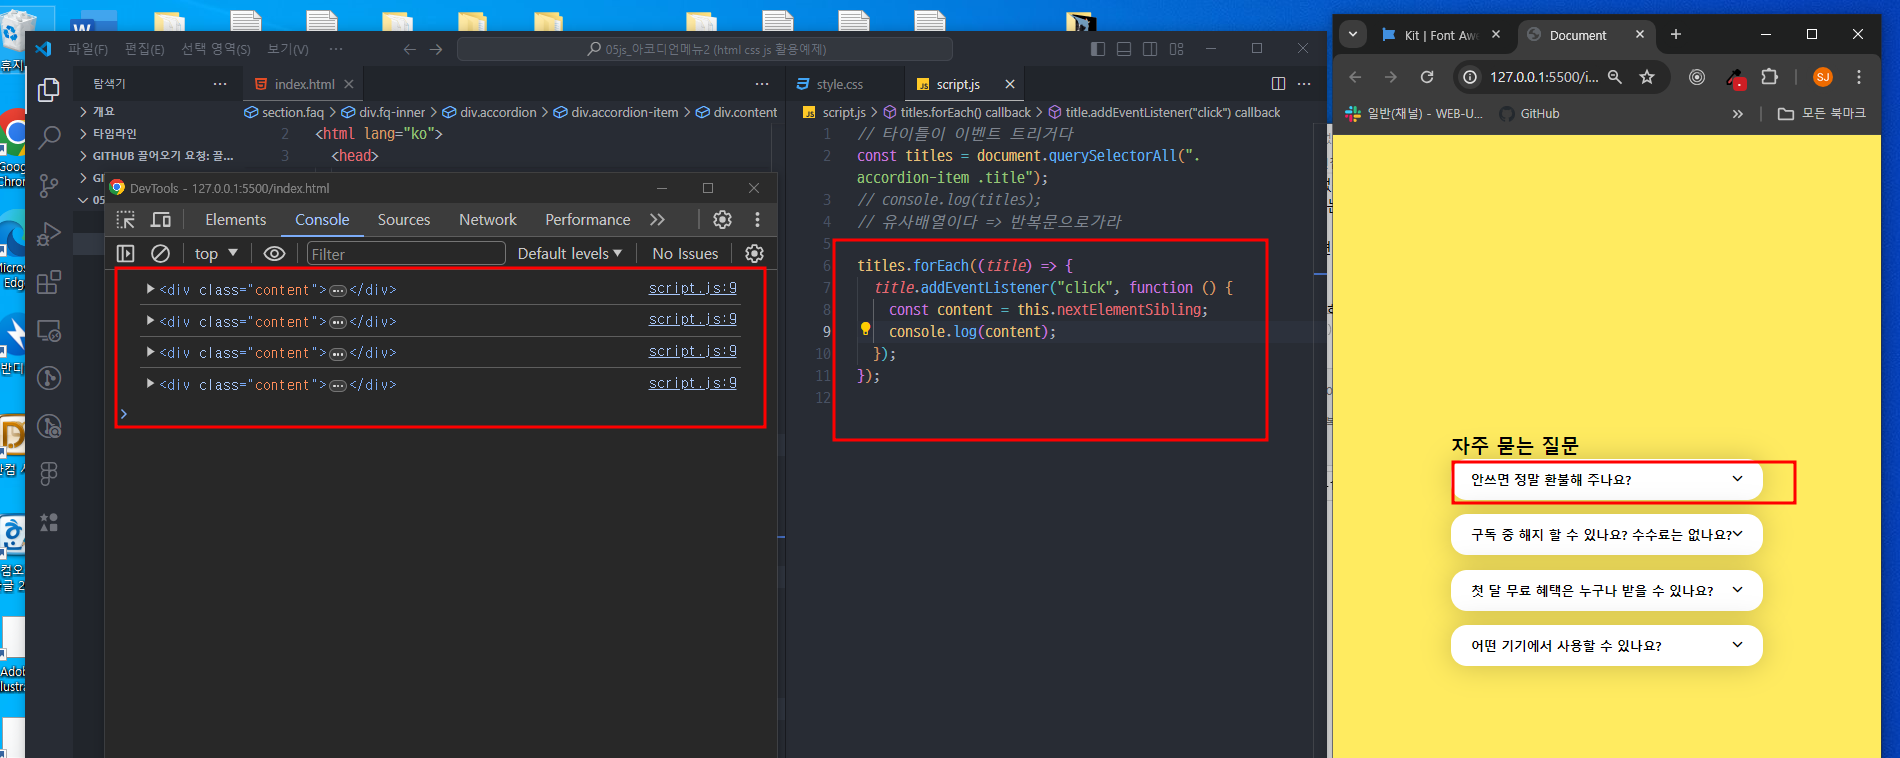 휴지
Goog
Chron
Micros
Edge
반디
컴오
글 2
Adob
llustra
파일(F) 편집(E) 선택 영역(S) 보기(V) ···
05js_아코디언메뉴2 (html css js 활용예제)
탐색기 ···
개요
타임라인
GITHUB 끌어오기 요청: 끌...
GI
05
index.html
section.faq > div.fq-inner > div.accordion > div.accordion-item > div.content
2 <html lang="ko">
3 <head>
DevTools - 127.0.0.1:5500/index.html
Elements Console Sources Network Performance
top Filter Default levels No Issues
<div class="content">…</div> script.js:9
<div class="content">…</div> script.js:9
<div class="content">…</div> script.js:9
<div class="content">…</div> script.js:9
style.css script.js
script.js > titles.forEach() callback > title.addEventListener("click") callback
1 // 타이틀이 이벤트 트리거다
2 const titles = document.querySelectorAll(".
accordion-item .title");
3 // console.log(titles);
4 // 유사배열이다 => 반복문으로가라
5
6 titles.forEach((title) => {
7 title.addEventListener("click", function () {
8 const content = this.nextElementSibling;
9 console.log(content);
10 });
11 });
12
Kit | Font Awe Document
127.0.0.1:5500/i... SJ
일반(채널) - WEB-U... GitHub 모든 북마크
자주 묻는 질문
안쓰면 정말 환불해 주나요?
구독 중 해지 할 수 있나요? 수수료는 없나요?
첫 달 무료 혜택은 누구나 받을 수 있나요?
어떤 기기에서 사용할 수 있나요?